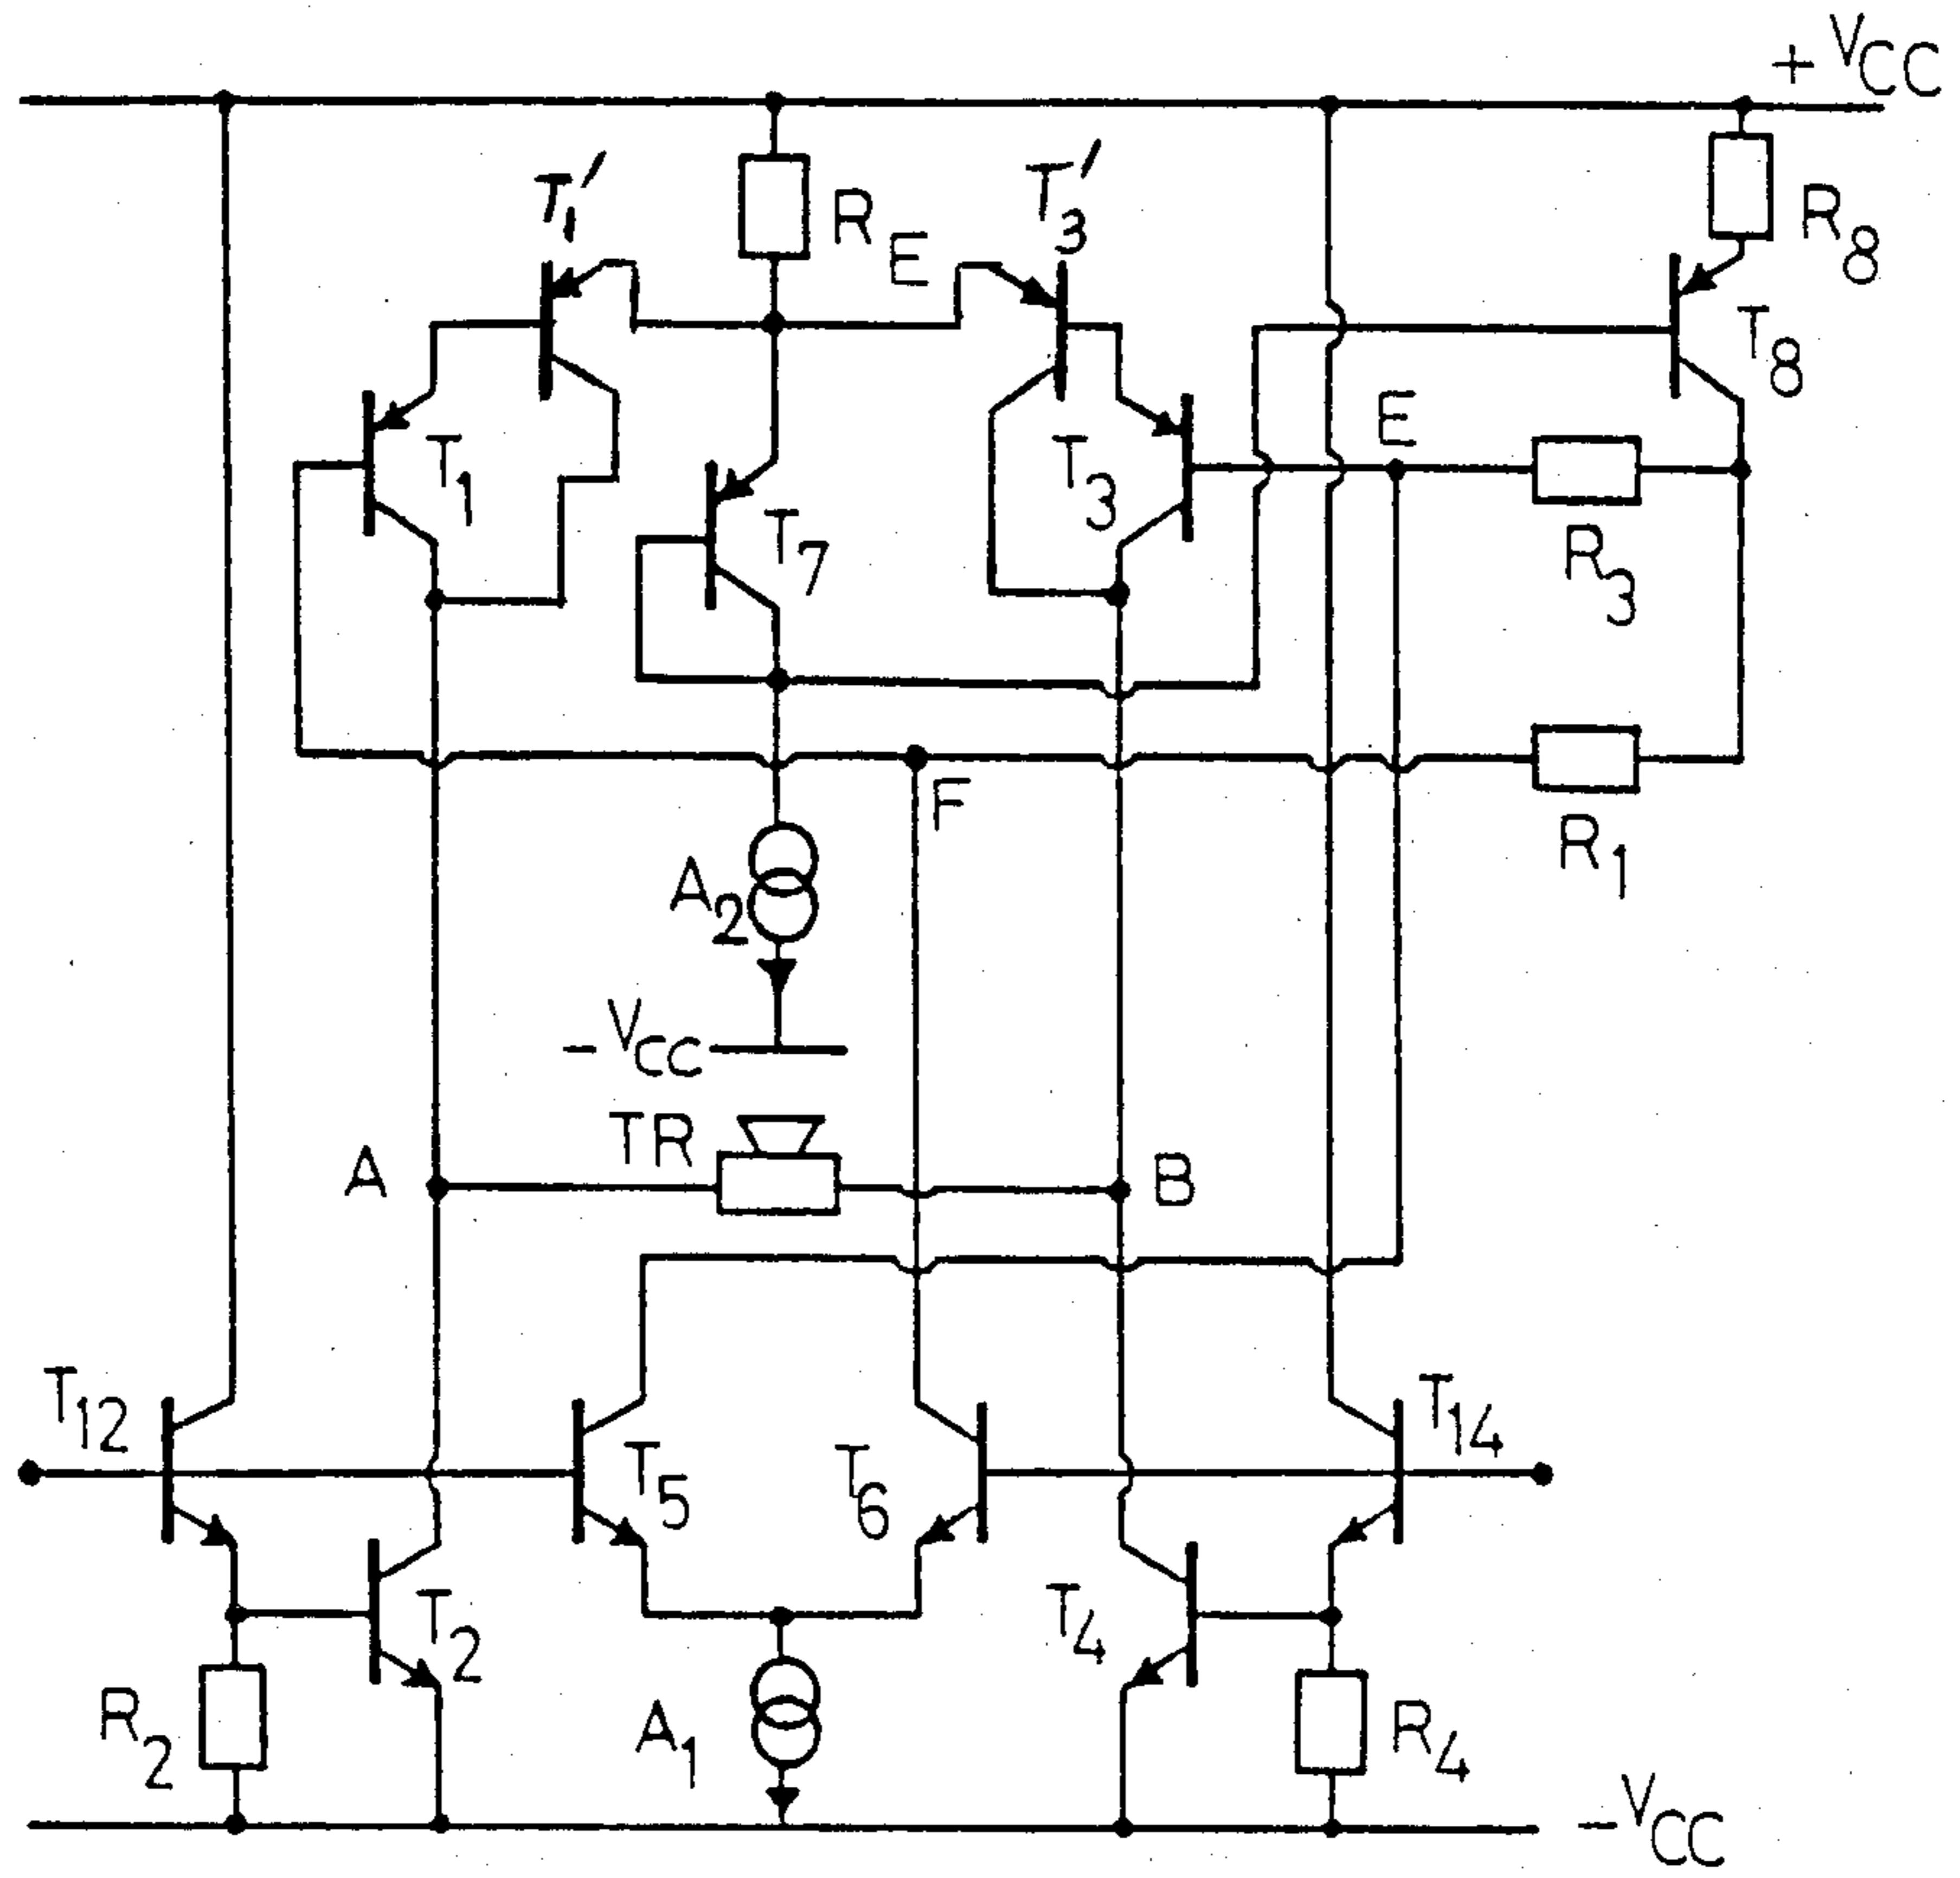 +VCC
T1'
RE
T3'
R8
T8
T1
T7
T3
E
R3
F
R1
A2
-VCC
TR
A
B
T12
T5
T6
T14
T2
T4
R2
A1
R4
-VCC